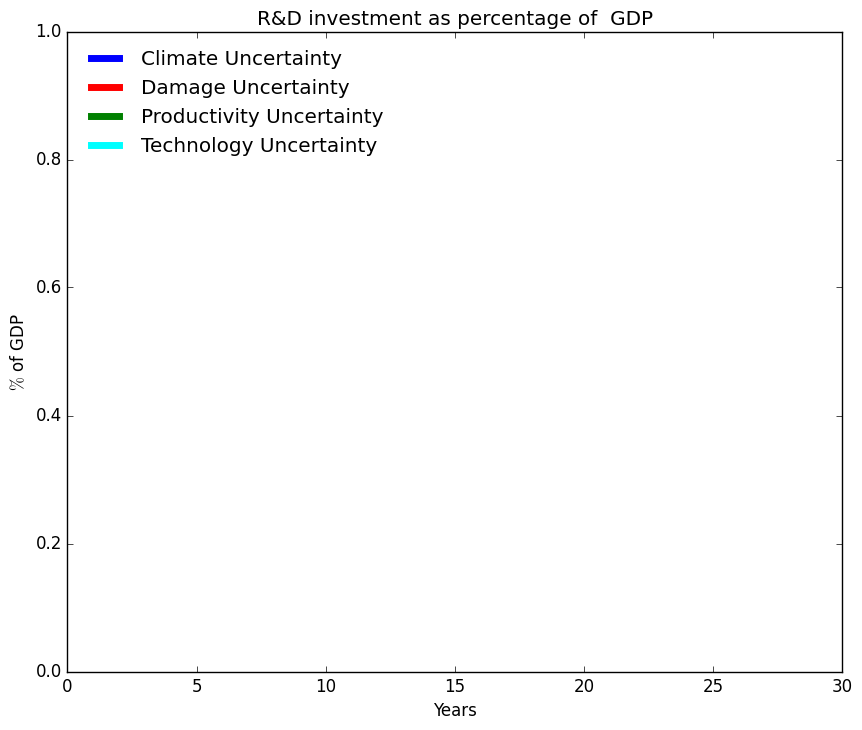 R&D investment as percentage of  GDP
1.0
Climate Uncertainty
Damage Uncertainty
Productivity Uncertainty
Technology Uncertainty
0.8
0.6
% of GDP
0.4
0.2
0.0
0 5 10 15 20 25 30
Years